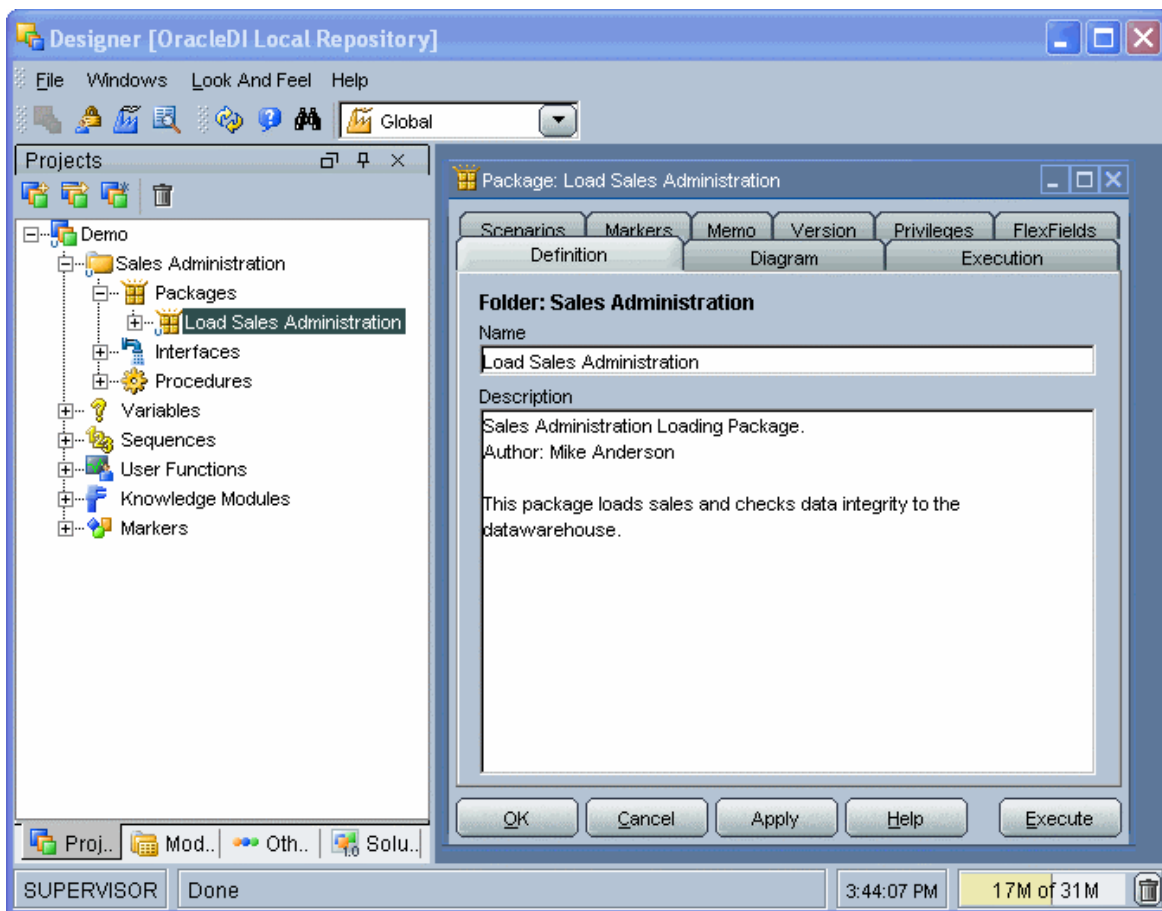 Designer [OracleDI Local Repository]
File Windows Look And Feel Help
Global
Projects
Demo
Sales Administration
Packages
Load Sales Administration
Interfaces
Procedures
Variables
Sequences
User Functions
Knowledge Modules
Markers
Proj.. Mod.. Oth.. Solu..
Package: Load Sales Administration
Scenarios Markers Memo Version Privileges FlexFields
Definition Diagram Execution
Folder: Sales Administration
Name
Load Sales Administration
Description
Sales Administration Loading Package.
Author: Mike Anderson
This package loads sales and checks data integrity to the
datawarehouse.
OK Cancel Apply Help Execute
SUPERVISOR Done 3:44:07 PM 17M of 31M